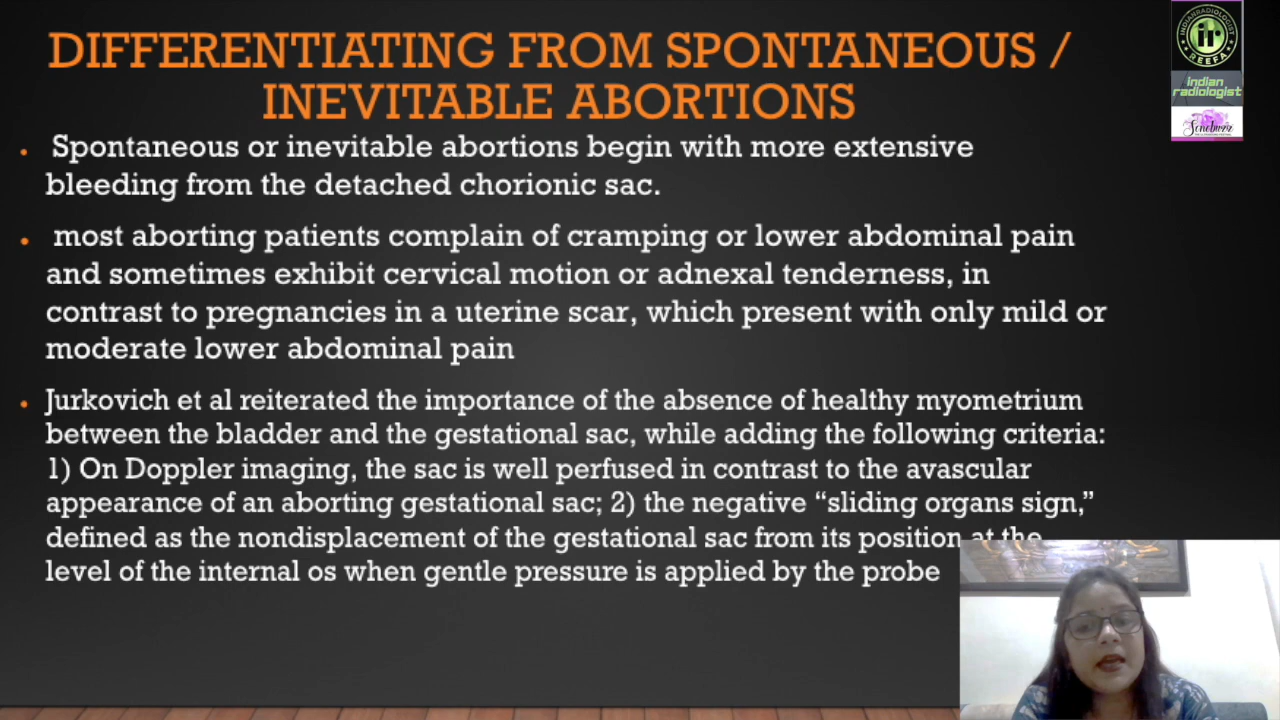 DIFFERENTIATING FROM SPONTANEOUS /
INEVITABLE ABORTIONS
• Spontaneous or inevitable abortions begin with more extensive
bleeding from the detached chorionic sac.
• most aborting patients complain of cramping or lower abdominal pain
and sometimes exhibit cervical motion or adnexal tenderness, in
contrast to pregnancies in a uterine scar, which present with only mild or
moderate lower abdominal pain
• Jurkovich et al reiterated the importance of the absence of healthy myometrium
between the bladder and the gestational sac, while adding the following criteria:
1) On Doppler imaging, the sac is well perfused in contrast to the avascular
appearance of an aborting gestational sac; 2) the negative “sliding organs sign,”
defined as the nondisplacement of the gestational sac from its position at the
level of the internal os when gentle pressure is applied by the probe
INDIANRADIOLOGIST
ir
REEFA
indian
radiologist
Sonobuzz